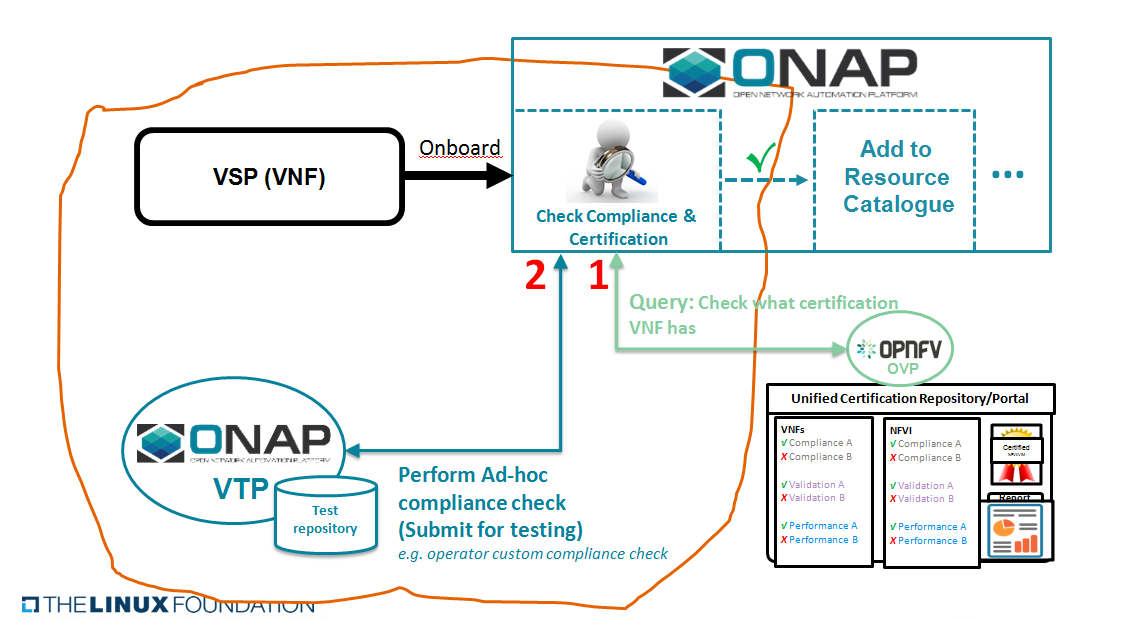 ONAP
OPEN NETWORK AUTOMATION PLATFORM
VSP (VNF)
Onboard
Check Compliance &
Certification
Add to
Resource
Catalogue
...
2
1
Query: Check what certification
VNF has
OPNFV
OVP
Unified Certification Repository/Portal
VNFs
√ Compliance A
X Compliance B
√ Validation A
X Validation B
√ Performance A
X Performance B
NFVI
√ Compliance A
X Compliance B
√ Validation A
X Validation B
√ Performance A
X Performance B
Certified
Report
ONAP
OPEN NETWORK AUTOMATION PLATFORM
VTP
Test
repository
Perform Ad-hoc
compliance check
(Submit for testing)
e.g. operator custom compliance check
THE LINUX FOUNDATION